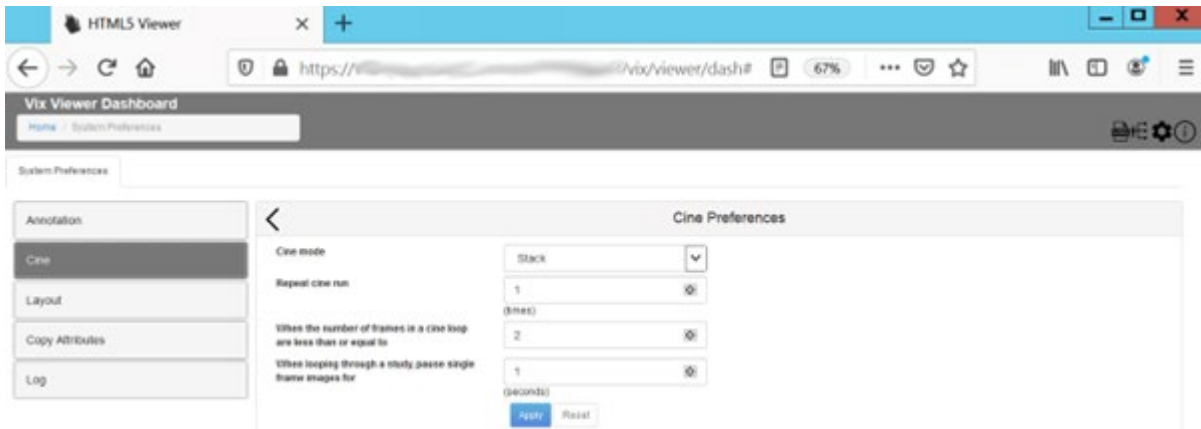 HTML5 Viewer
https://
/vix/viewer/dash#
67%
Vix Viewer Dashboard
Home / System Preferences
System Preferences
Annotation
Cine
Layout
Copy Attributes
Log
Cine Preferences
Cine mode
Stack
Repeat cine run
1
(times)
When the number of frames in a cine loop
are less than or equal to
2
When looping through a study, pause single
frame images for
1
(seconds)
Apply Reset